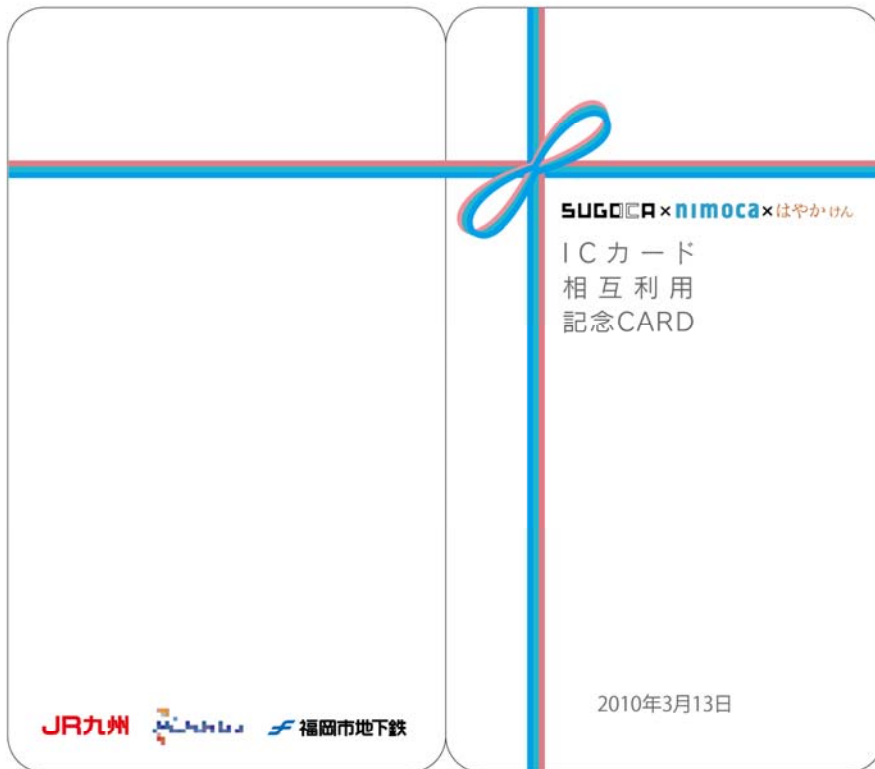 SUGOCA×nimoca×はやかけん
ICカード
相互利用
記念CARD
2010年3月13日
JR九州
福岡市地下鉄